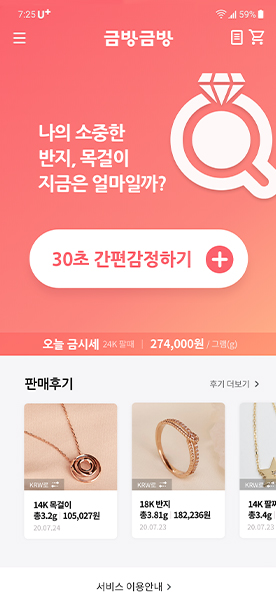 7:25 U+ 59%
금방금방
나의 소중한
반지, 목걸이
지금은 얼마일까?
30초 간편감정하기
오늘 금시세 24K 팔때 | 274,000원 / 그램(g)
판매후기 후기 더보기 >
KRW로 KRW로 KRW로
14K 목걸이 18K 반지 14K 팔찌
총3.2g | 105,027원 총3.81g | 182,236원 총3.4g
20.07.24 20.07.23 20.07.23
서비스 이용안내 >